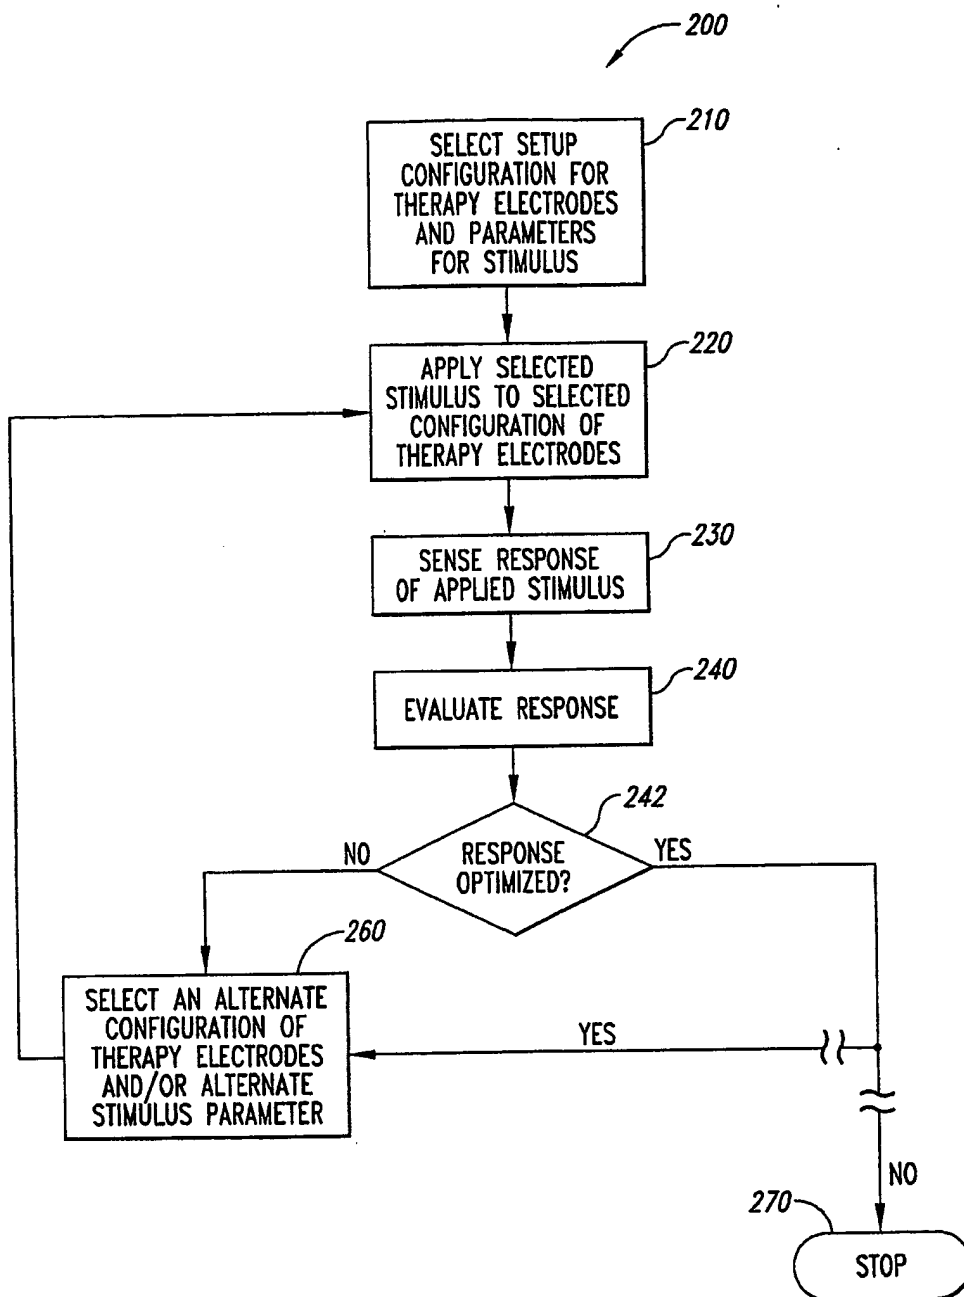 200
210
SELECT SETUP
CONFIGURATION FOR
THERAPY ELECTRODES
AND PARAMETERS
FOR STIMULUS
220
APPLY SELECTED
STIMULUS TO SELECTED
CONFIGURATION OF
THERAPY ELECTRODES
230
SENSE RESPONSE
OF APPLIED STIMULUS
240
EVALUATE RESPONSE
242
NO
RESPONSE
OPTIMIZED?
YES
260
SELECT AN ALTERNATE
CONFIGURATION OF
THERAPY ELECTRODES
AND/OR ALTERNATE
STIMULUS PARAMETER
YES
NO
270
STOP